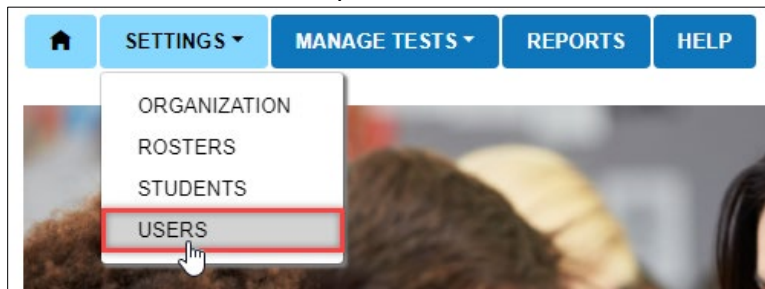 SETTINGS MANAGE TESTS REPORTS HELP
ORGANIZATION
ROSTERS
STUDENTS
USERS